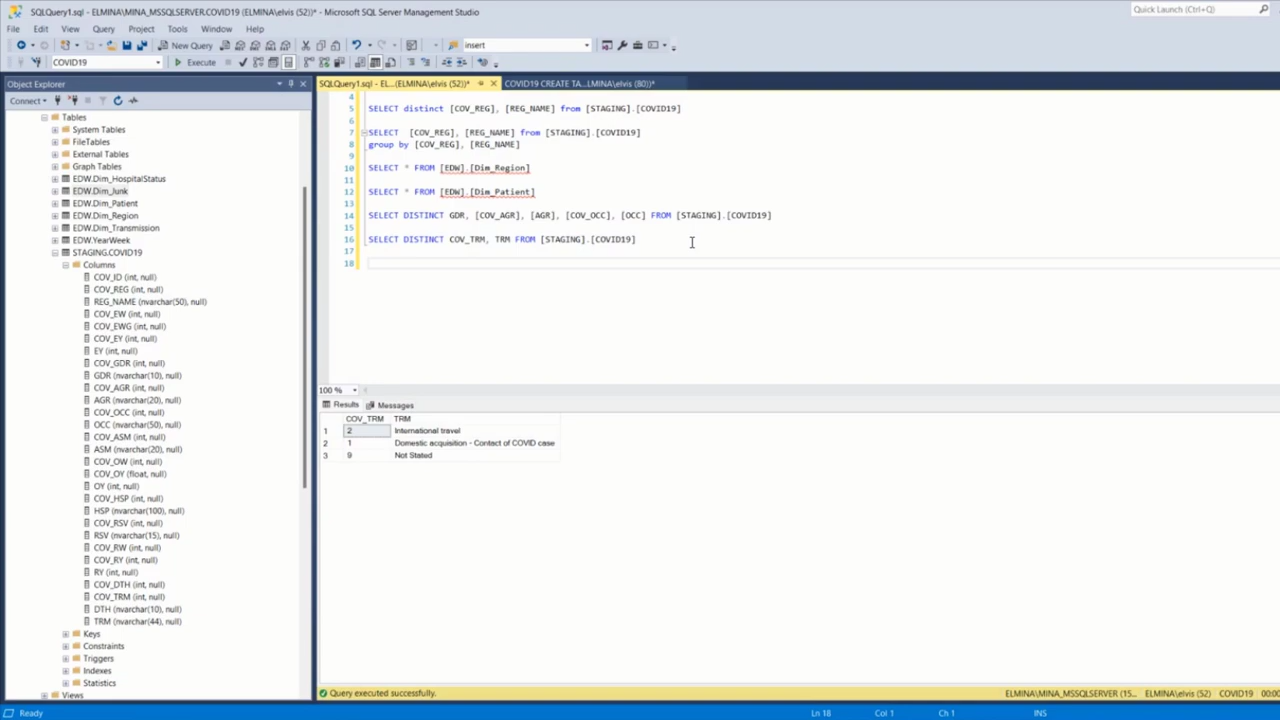 SQLQuery1.sql - ELMINA\MINA_MSSQLSERVER.COVID19 (ELMINA\elvis (52))* - Microsoft SQL Server Management Studio
Quick Launch (Ctrl+Q)
File Edit View Query Project Tools Window Help
New Query
insert
COVID19
Execute
Object Explorer
SQLQuery1.sql - EL...(ELMINA\elvis (52))*
COVID19 CREATE TA...LMINA\elvis (80))*
Connect
Tables
System Tables
FileTables
External Tables
Graph Tables
EDW.Dim_HospitalStatus
EDW.Dim_Junk
EDW.Dim_Patient
EDW.Dim_Region
EDW.Dim_Transmission
EDW.YearWeek
STAGING.COVID19
Columns
COV_ID (int, null)
COV_REG (int, null)
REG_NAME (nvarchar(50), null)
COV_EW (int, null)
COV_EWG (int, null)
COV_EY (int, null)
EY (int, null)
COV_GDR (int, null)
GDR (nvarchar(10), null)
COV_AGR (int, null)
AGR (nvarchar(20), null)
COV_OCC (int, null)
OCC (nvarchar(50), null)
COV_ASM (int, null)
ASM (nvarchar(20), null)
COV_OW (int, null)
COV_OY (float, null)
OY (int, null)
COV_HSP (int, null)
HSP (nvarchar(100), null)
COV_RSV (int, null)
RSV (nvarchar(15), null)
COV_RW (int, null)
COV_RY (int, null)
RY (int, null)
COV_DTH (int, null)
COV_TRM (int, null)
DTH (nvarchar(10), null)
TRM (nvarchar(44), null)
Keys
Constraints
Triggers
Indexes
Statistics
Views
4
5 SELECT distinct [COV_REG], [REG_NAME] from [STAGING].[COVID19]
6
7 SELECT [COV_REG], [REG_NAME] from [STAGING].[COVID19]
8 group by [COV_REG], [REG_NAME]
9
10 SELECT * FROM [EDW].[Dim_Region]
11
12 SELECT * FROM [EDW].[Dim_Patient]
13
14 SELECT DISTINCT GDR, [COV_AGR], [AGR], [COV_OCC], [OCC] FROM [STAGING].[COVID19]
15
16 SELECT DISTINCT COV_TRM, TRM FROM [STAGING].[COVID19]
17
18
100 %
Results Messages
COV_TRM TRM
1 2 International travel
2 1 Domestic acquisition - Contact of COVID case
3 9 Not Stated
Query executed successfully.
ELMINA\MINA_MSSQLSERVER (15... ELMINA\elvis (52) COVID19 00:00
Ready
Ln 18 Col 1 Ch 1 INS